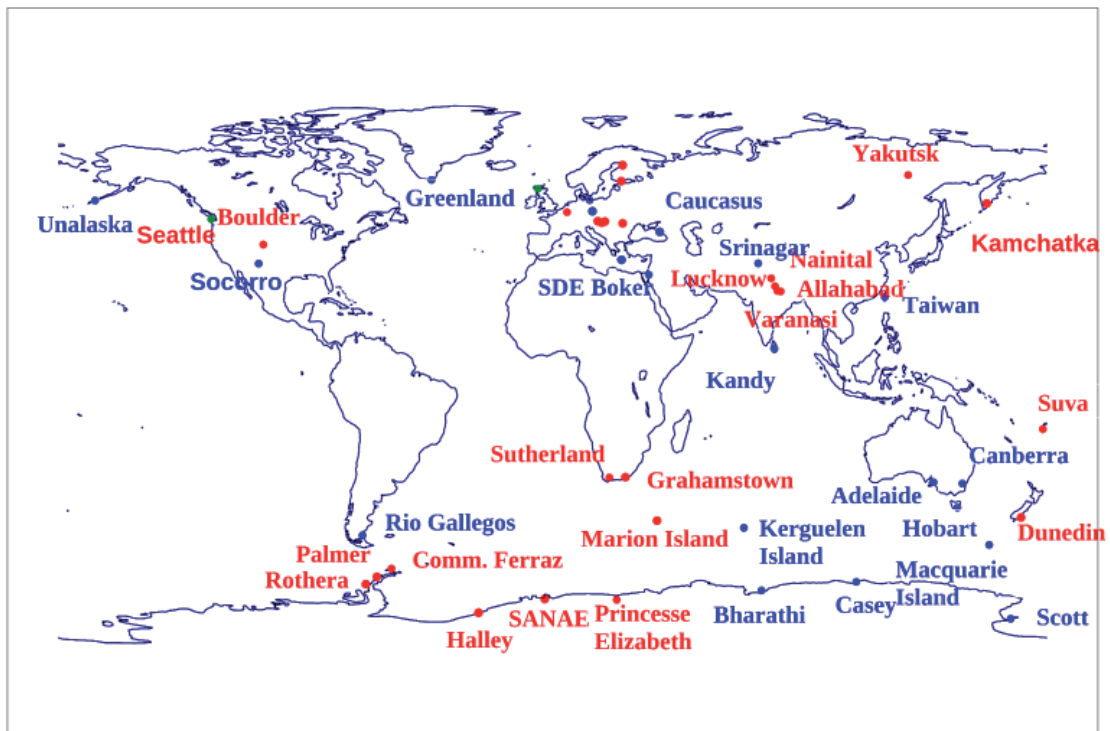 Yakutsk
Greenland
Caucasus
Unalaska
Boulder
Seattle
Kamchatka
Srinagar
Nainital
Socorro
SDE Boker
Lucknow
Allahabad
Taiwan
Varanasi
Kandy
Suva
Sutherland
Canberra
Grahamstown
Adelaide
Rio Gallegos
Marion Island
Kerguelen
Island
Hobart
Dunedin
Palmer
Comm. Ferraz
Rothera
Macquarie
Island
SANAE
Princesse
Elizabeth
Bharathi
Casey
Scott
Halley